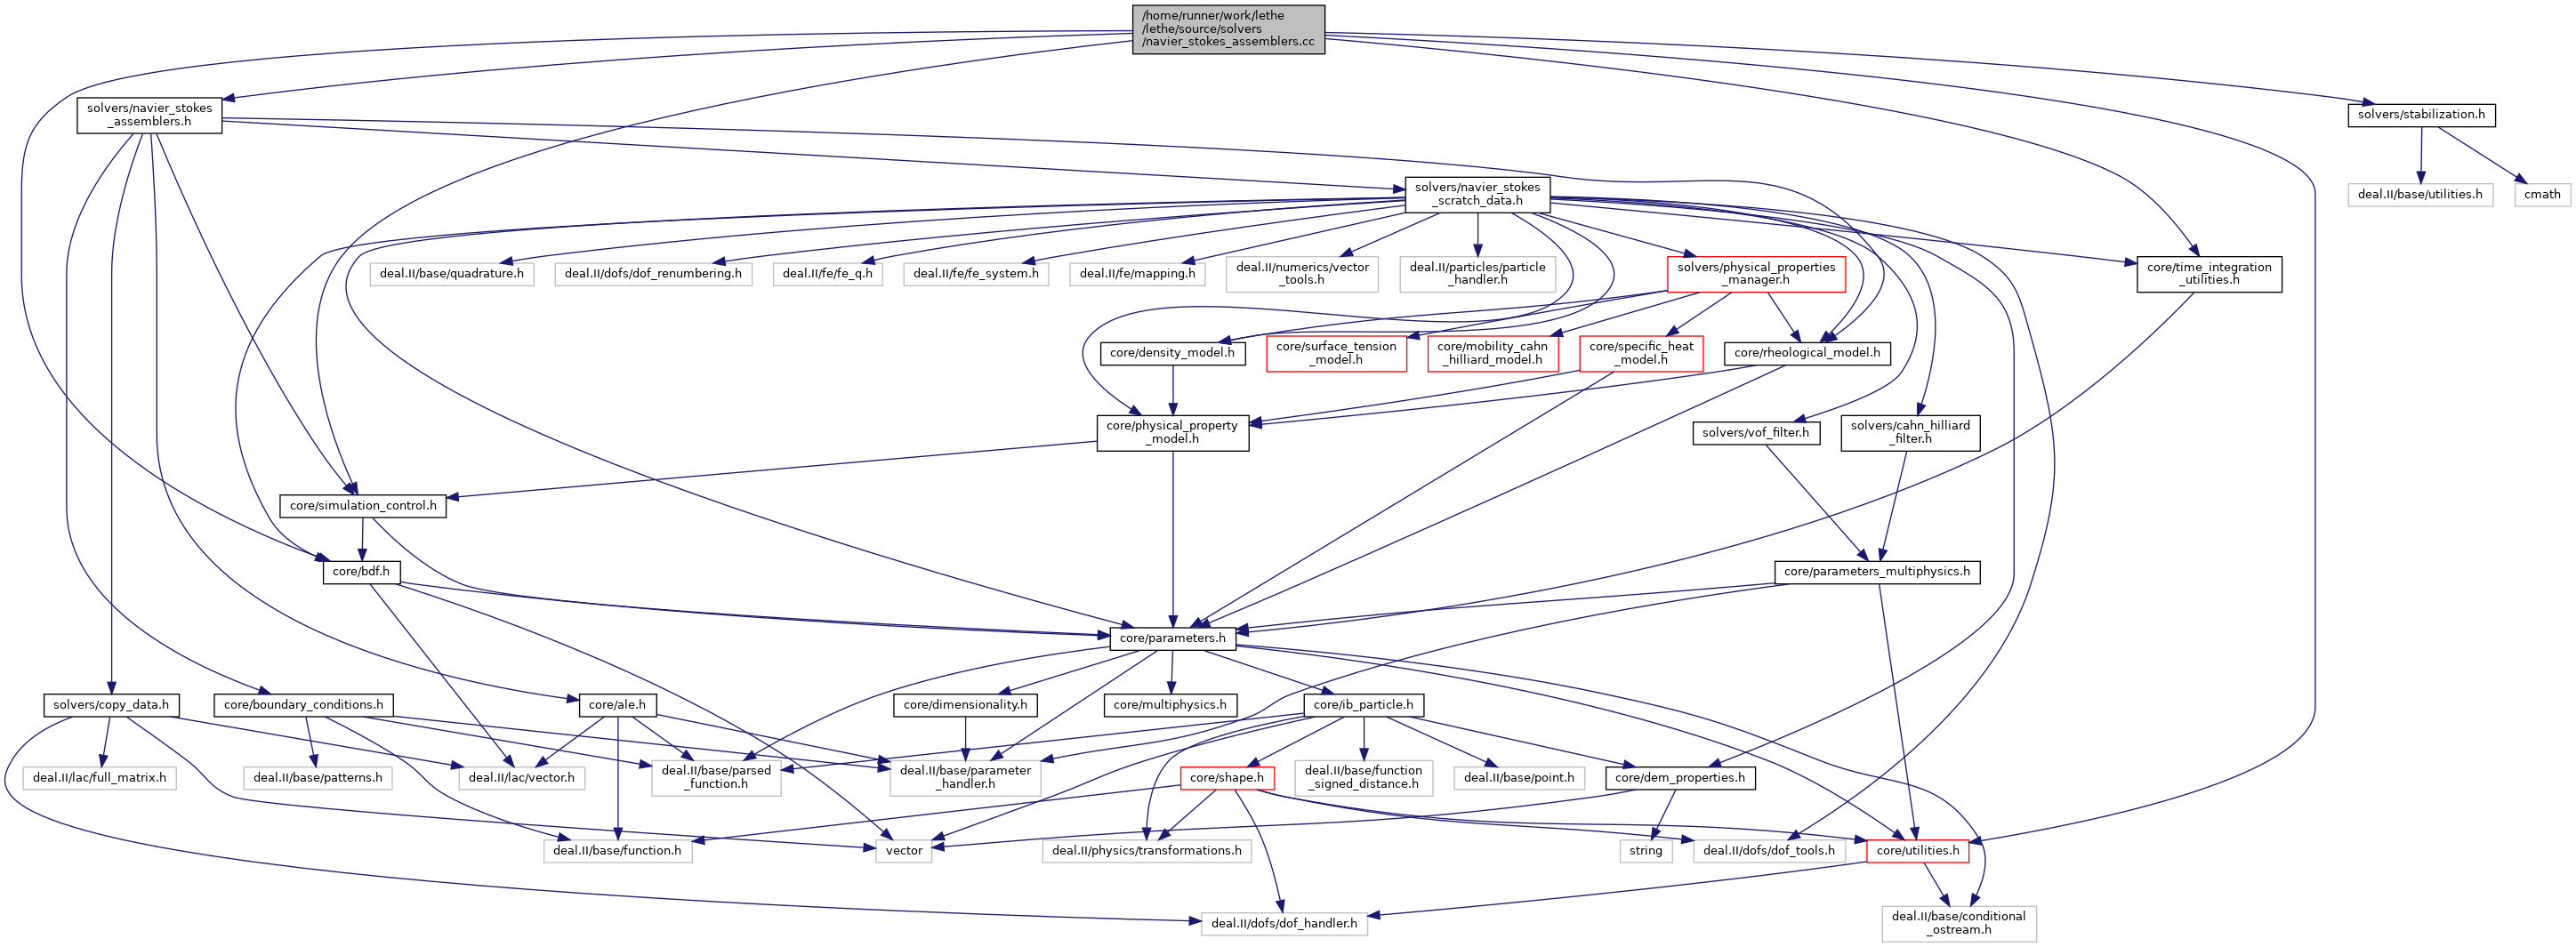 /home/runner/work/lethe
/lethe/source/solvers
/navier_stokes_assemblers.cc
solvers/navier_stokes
_assemblers.h
solvers/stabilization.h
solvers/navier_stokes
_scratch_data.h
deal.II/base/utilities.h
cmath
deal.II/base/quadrature.h
deal.II/dofs/dof_renumbering.h
deal.II/fe/fe_q.h
deal.II/fe/fe_system.h
deal.II/fe/mapping.h
deal.II/numerics/vector
_tools.h
deal.II/particles/particle
_handler.h
solvers/physical_properties
_manager.h
core/time_integration
_utilities.h
core/density_model.h
core/surface_tension
_model.h
core/mobility_cahn
_hilliard_model.h
core/specific_heat
_model.h
core/rheological_model.h
core/physical_property
_model.h
solvers/vof_filter.h
solvers/cahn_hilliard
_filter.h
core/simulation_control.h
core/bdf.h
core/parameters_multiphysics.h
core/parameters.h
solvers/copy_data.h
core/boundary_conditions.h
core/ale.h
core/dimensionality.h
core/multiphysics.h
core/ib_particle.h
deal.II/lac/full_matrix.h
deal.II/base/patterns.h
deal.II/lac/vector.h
deal.II/base/parsed
_function.h
deal.II/base/parameter
_handler.h
core/shape.h
deal.II/base/function
_signed_distance.h
deal.II/base/point.h
core/dem_properties.h
deal.II/base/function.h
vector
deal.II/physics/transformations.h
string
deal.II/dofs/dof_tools.h
core/utilities.h
deal.II/dofs/dof_handler.h
deal.II/base/conditional
_ostream.h